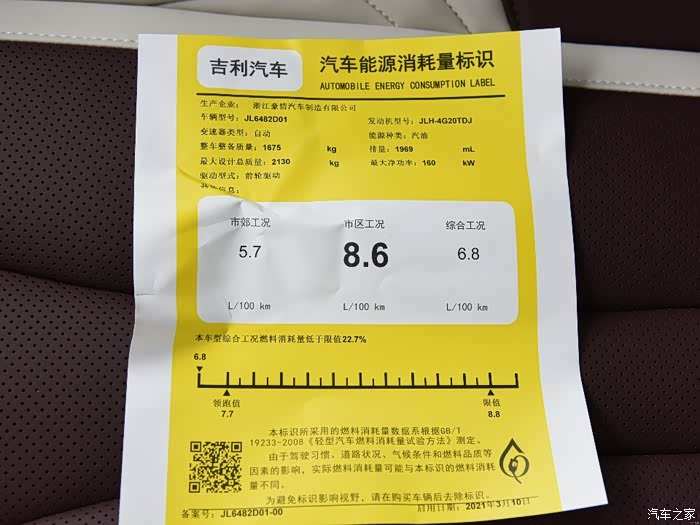 吉利汽车
汽车能源消耗量标识
AUTOMOBILE ENERGY CONSUMPTION LABEL
生产企业： 浙江豪情汽车制造有限公司
车辆型号：JL6482D01 发动机型号：JLH-4G20TDJ
变速器类型：自动 能源种类：汽油
整车整备质量：1675 kg 排量：1969 mL
最大设计总质量：2130 kg 最大净功率：160 kW
驱动型式：前轮驱动
其他信息：
市郊工况 市区工况 综合工况
5.7 8.6 6.8
L/100 km L/100 km L/100 km
本车型综合工况燃料消耗量低于限值22.7%
6.8
领跑值 限值
7.7 8.8
本标识所采用的燃料消耗量数据系根据GB/T
19233-2008《轻型汽车燃料消耗量试验方法》测定。
由于驾驶习惯、道路状况、气候条件和燃料品质等
因素的影响，实际燃料消耗量可能与本标识的燃料消耗
量不同。
为避免标识影响视野，请在购买车辆后去除标识。
备案号：JL6482D01-00 启用日期：2021年3月10日
汽车之家